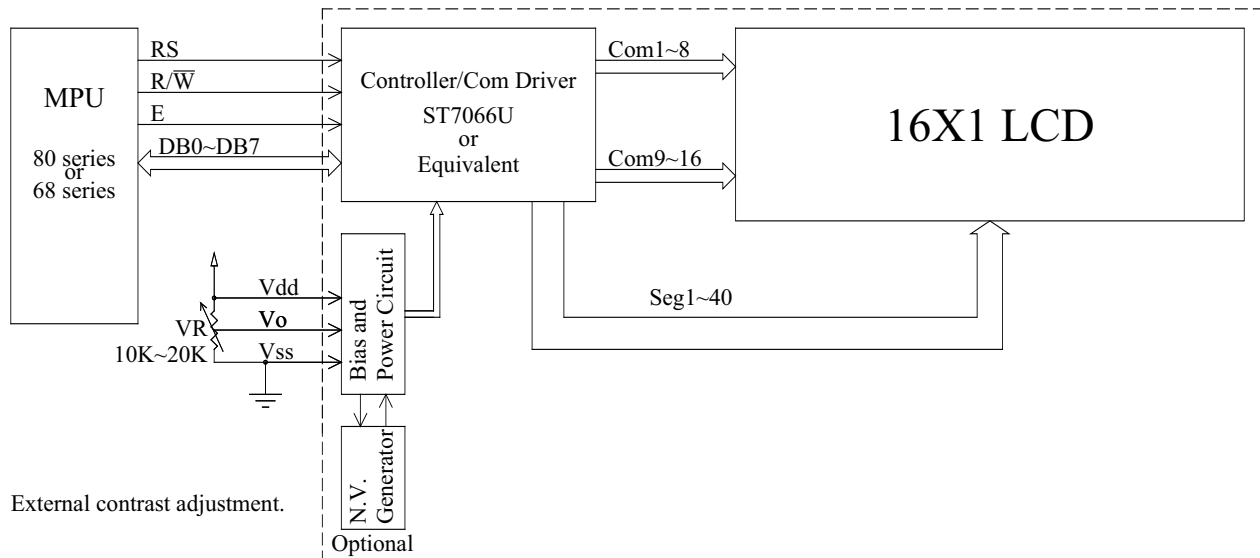 MPU
80 series
or
68 series
RS
R/W̅
E
DB0~DB7
Controller/Com Driver
ST7066U
or
Equivalent
Com1~8
Com9~16
16X1 LCD
Seg1~40
Vdd
Vo
Vss
VR
10K~20K
Bias and
Power Circuit
N.V.
Generator
Optional
External contrast adjustment.